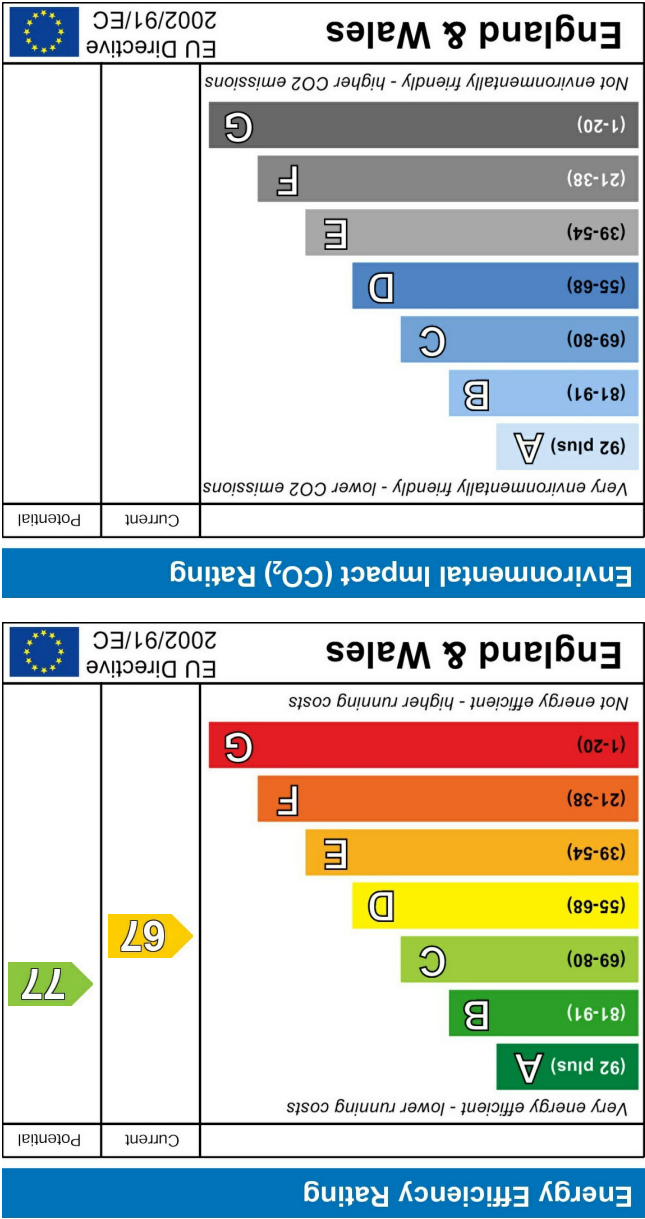 Energy Efficiency Rating
Current
Potential
Very energy efficient - lower running costs
(92 plus) A
(81-91) B
(69-80) C
(55-68) D
(39-54) E
(21-38) F
(1-20) G
67
77
Not energy efficient - higher running costs
England & Wales
EU Directive
2002/91/EC
Environmental Impact (CO₂) Rating
Current
Potential
Very environmentally friendly - lower CO2 emissions
(92 plus) A
(81-91) B
(69-80) C
(55-68) D
(39-54) E
(21-38) F
(1-20) G
Not environmentally friendly - higher CO2 emissions
England & Wales
EU Directive
2002/91/EC